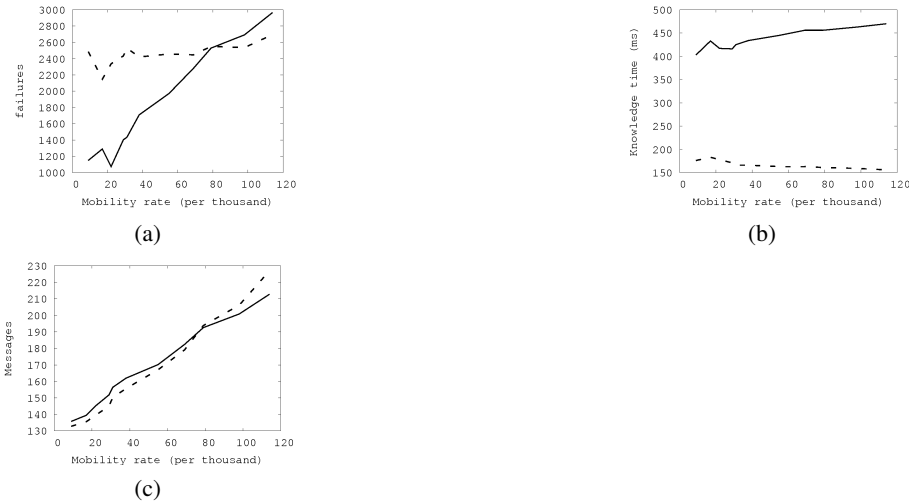 3000
2800
2600
2400
2200
2000
1800
1600
1400
1200
1000
failures
0 20 40 60 80 100 120
Mobility rate (per thousand)
(a)
500
450
400
350
300
250
200
150
Knowledge time (ms)
0 20 40 60 80 100 120
Mobility rate (per thousand)
(b)
230
220
210
200
190
180
170
160
150
140
130
Messages
0 20 40 60 80 100 120
Mobility rate (per thousand)
(c)